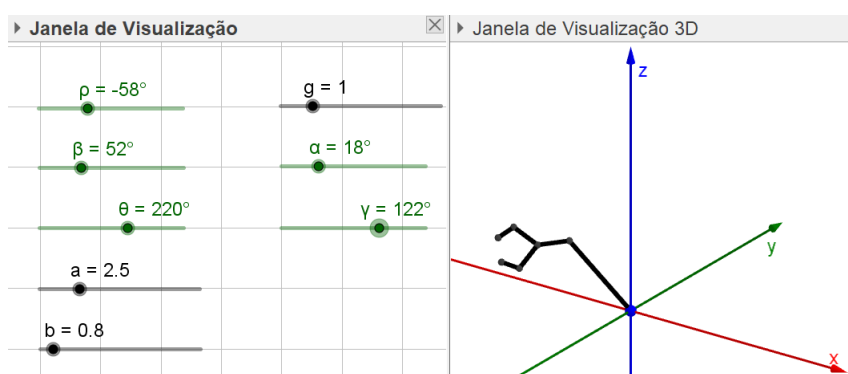 Janela de Visualização
ρ = -58°
g = 1
β = 52°
α = 18°
θ = 220°
γ = 122°
a = 2.5
b = 0.8
Janela de Visualização 3D
z
y
x